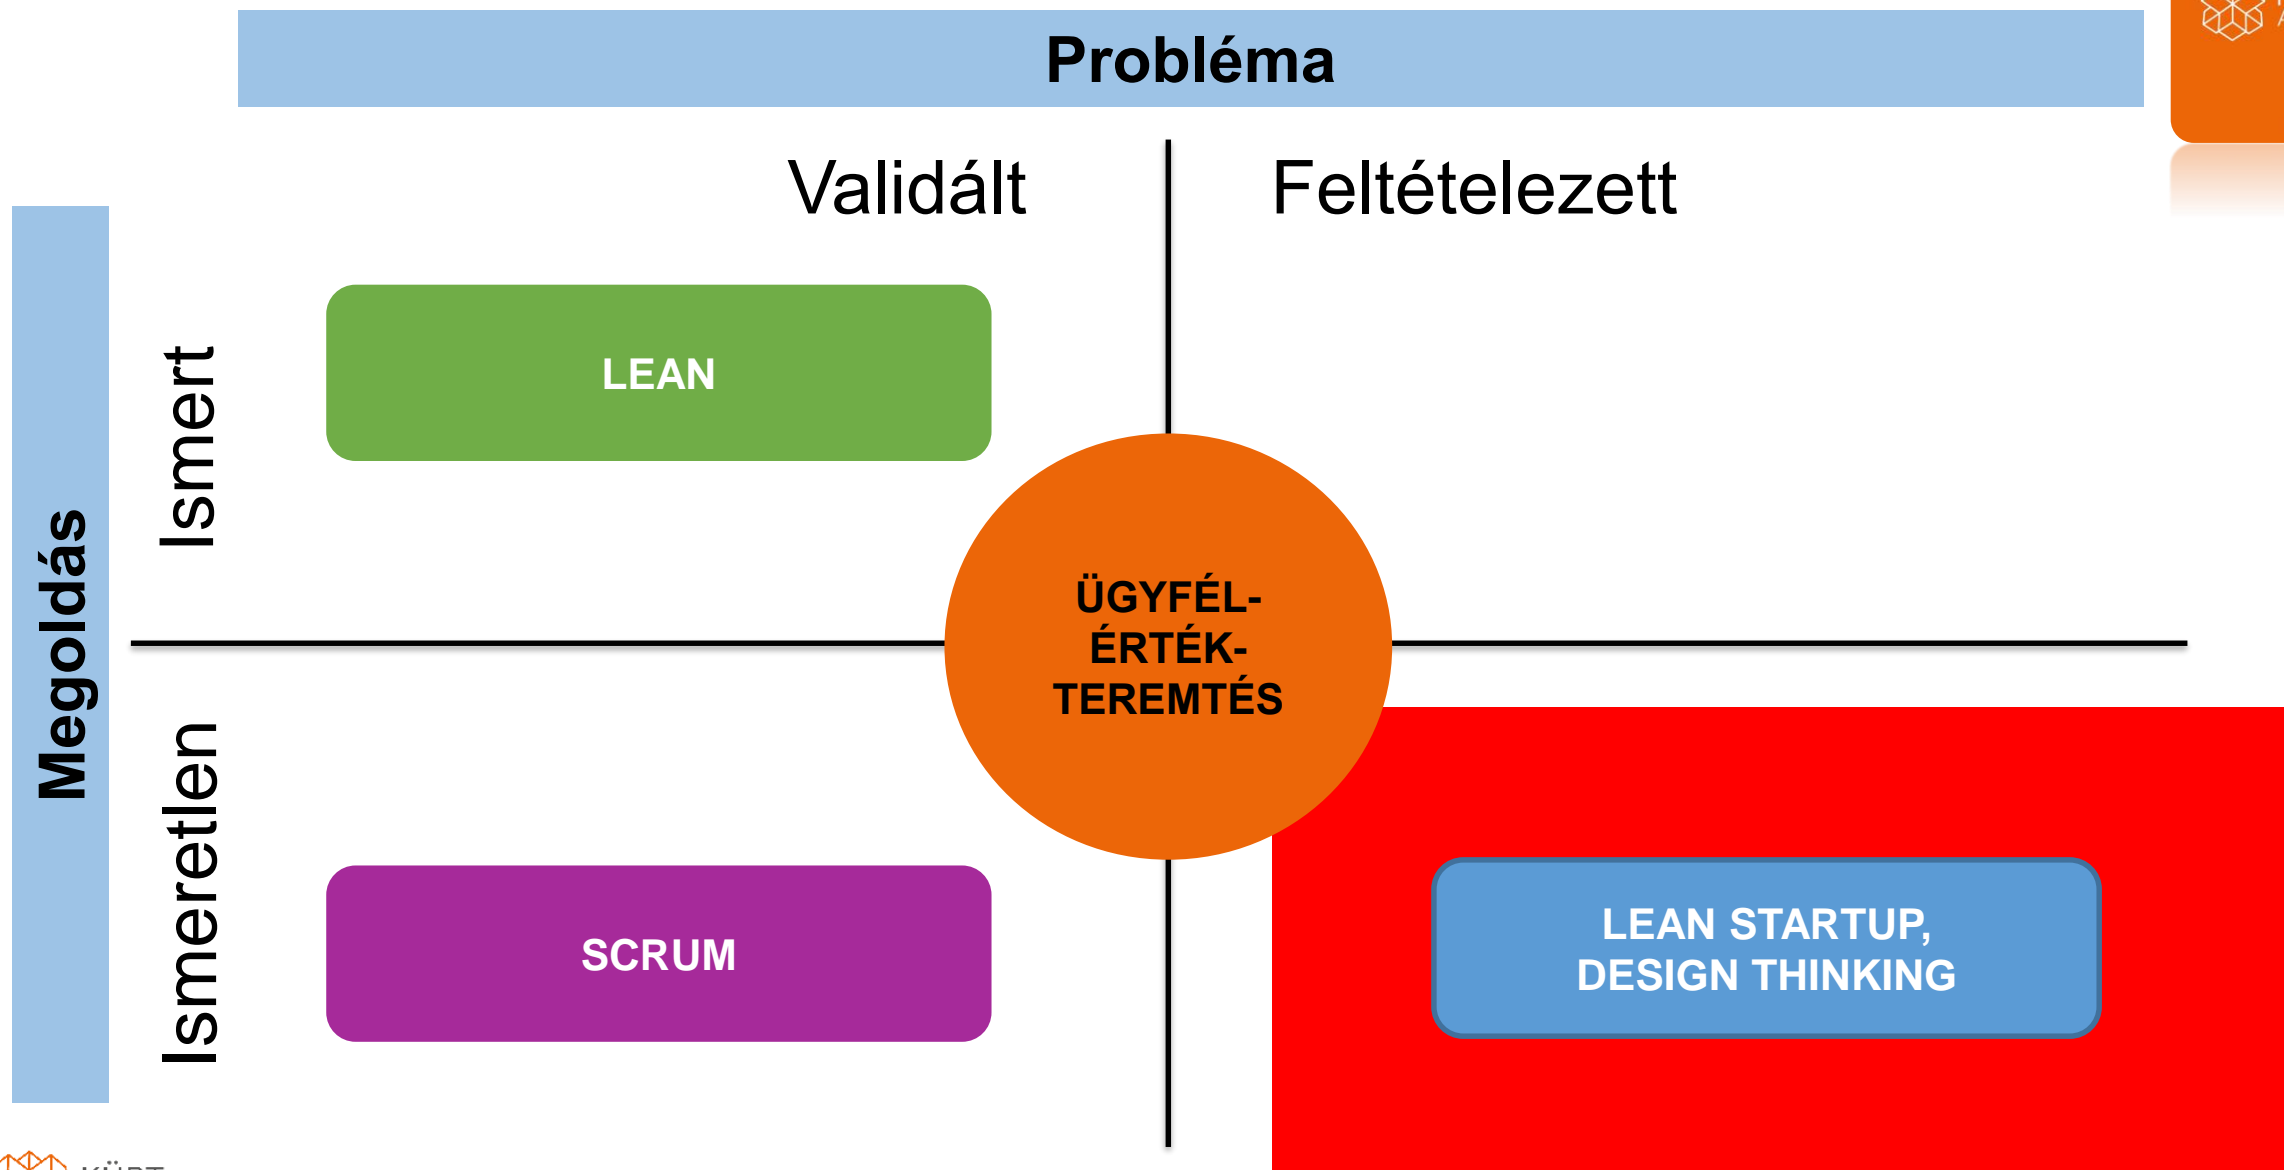 Probléma
Validált
Feltételezett
Megoldás
Ismert
LEAN
ÜGYFÉL-
ÉRTÉK-
TEREMTÉS
Ismeretlen
SCRUM
LEAN STARTUP,
DESIGN THINKING